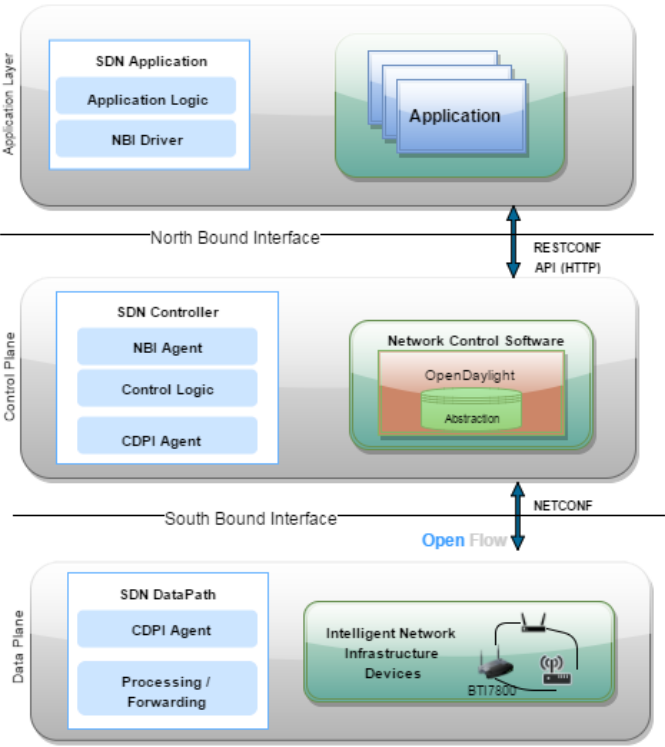 Application Layer
SDN Application
Application Logic
NBI Driver
Application
North Bound Interface
RESTCONF
API (HTTP)
Control Plane
SDN Controller
NBI Agent
Control Logic
CDPI Agent
Network Control Software
OpenDaylight
Abstraction
South Bound Interface
NETCONF
Open Flow
Data Plane
SDN DataPath
CDPI Agent
Processing /
Forwarding
Intelligent Network
Infrastructure
Devices
BTI7800